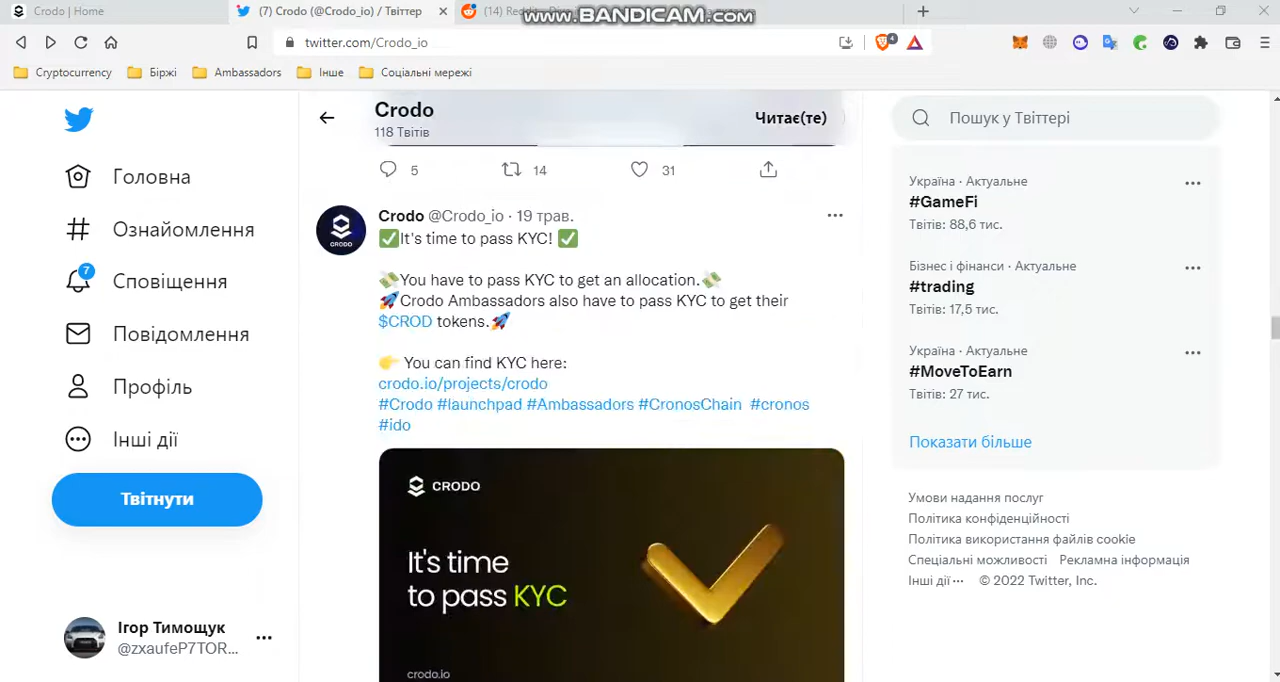 Crodo | Home
(7) Crodo (@Crodo_io) / Твіттер
www.BANDICAM.com
twitter.com/Crodo_io
4
Cryptocurrency
Біржі
Ambassadors
Інше
Соціальні мережі
Crodo
118 Твітів
Читає(те)
Пошук у Твіттері
5
14
31
Головна
Ознайомлення
7
Сповіщення
Повідомлення
Профіль
Інші дії
Твітнути
Ігор Тимощук
@zxaufeP7TOR...
CRODO
Crodo @Crodo_io · 19 трав.
✅It's time to pass KYC! ✅
💸You have to pass KYC to get an allocation.💸
🚀Crodo Ambassadors also have to pass KYC to get their
$CROD tokens.🚀
👉 You can find KYC here:
crodo.io/projects/crodo
#Crodo #launchpad #Ambassadors #CronosChain #cronos
#ido
CRODO
It's time
to pass KYC
crodo.io
Україна · Актуальне
#GameFi
Твітів: 88,6 тис.
Бізнес і фінанси · Актуальне
#trading
Твітів: 17,5 тис.
Україна · Актуальне
#MoveToEarn
Твітів: 27 тис.
Показати більше
Умови надання послуг
Політика конфіденційності
Політика використання файлів cookie
Спеціальні можливості Рекламна інформація
Інші дії ··· © 2022 Twitter, Inc.